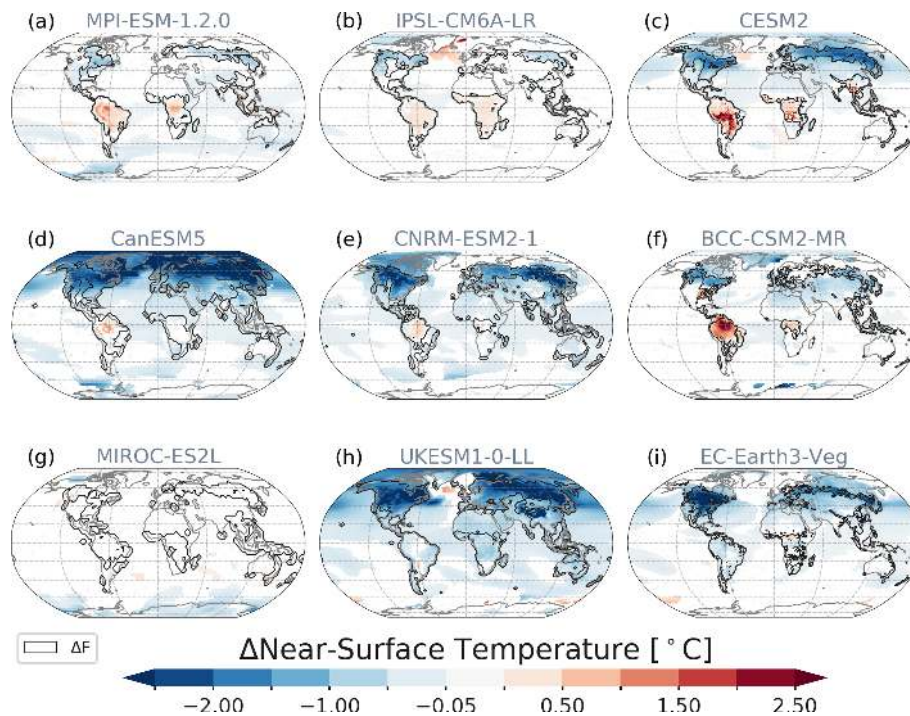 (a) MPI-ESM-1.2.0
(b) IPSL-CM6A-LR
(c) CESM2
(d) CanESM5
(e) CNRM-ESM2-1
(f) BCC-CSM2-MR
(g) MIROC-ES2L
(h) UKESM1-0-LL
(i) EC-Earth3-Veg
ΔF
ΔNear-Surface Temperature [°C]
−2.00 −1.00 −0.05 0.50 1.50 2.50